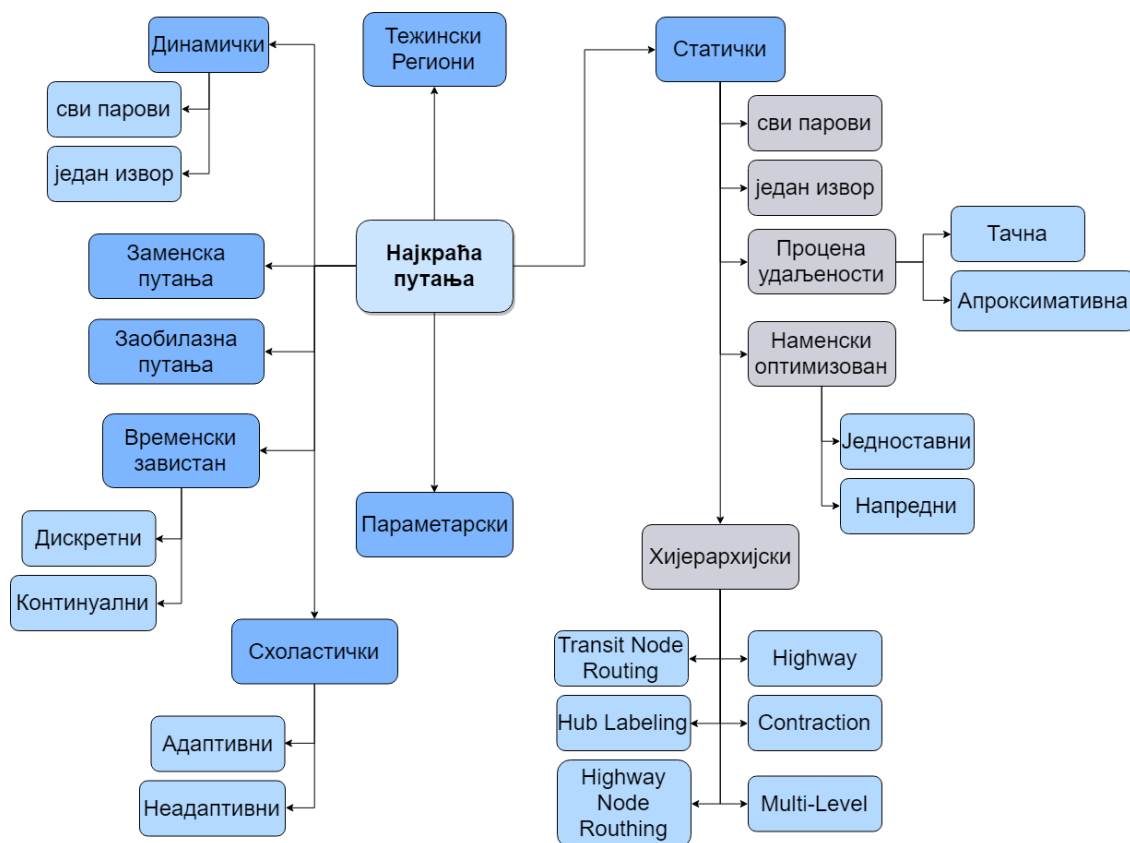 Динамички
сви парови
један извор
Тежински
Региони
Статички
сви парови
један извор
Процена
удаљености
Тачна
Апроксимативна
Наменски
оптимизован
Једноставни
Напредни
Најкраћа
путања
Заменска
путања
Заобилазна
путања
Временски
завистан
Дискретни
Континуални
Параметарски
Схоластички
Адаптивни
Неадаптивни
Хијерархијски
Transit Node
Routing
Highway
Hub Labeling
Contraction
Highway
Node
Routhing
Multi-Level